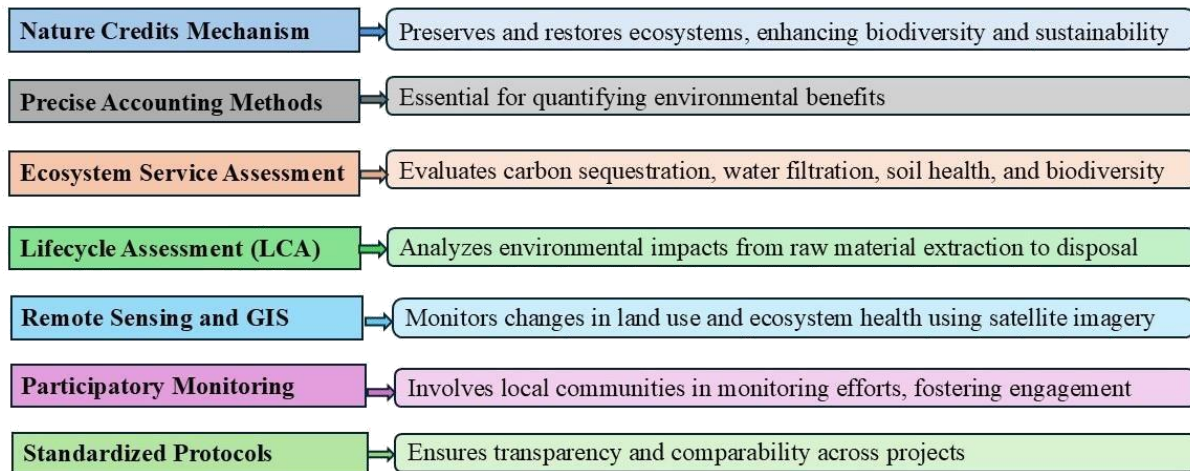 Nature Credits Mechanism
Preserves and restores ecosystems, enhancing biodiversity and sustainability
Precise Accounting Methods
Essential for quantifying environmental benefits
Ecosystem Service Assessment
Evaluates carbon sequestration, water filtration, soil health, and biodiversity
Lifecycle Assessment (LCA)
Analyzes environmental impacts from raw material extraction to disposal
Remote Sensing and GIS
Monitors changes in land use and ecosystem health using satellite imagery
Participatory Monitoring
Involves local communities in monitoring efforts, fostering engagement
Standardized Protocols
Ensures transparency and comparability across projects